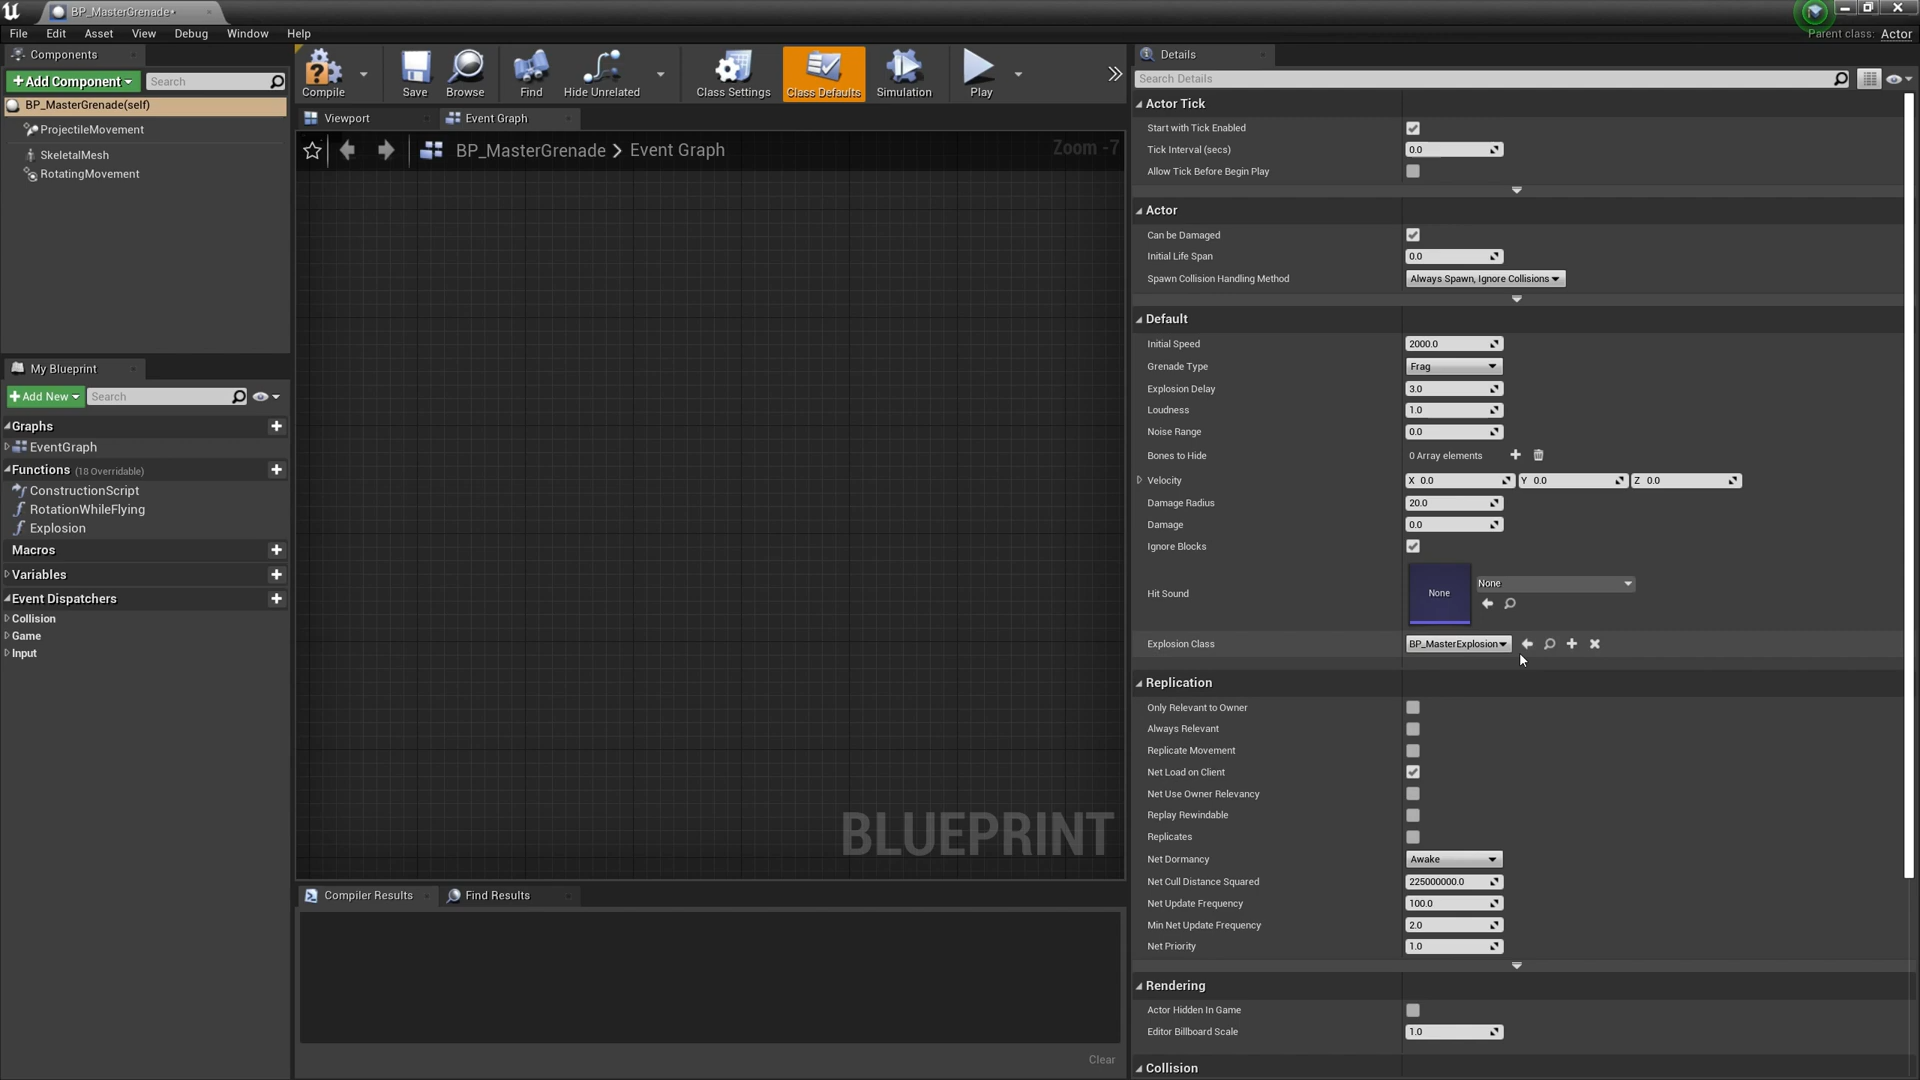 BP_MasterGrenade*
File Edit Asset View Debug Window Help
Parent class: Actor
Components
Add Component Search
BP_MasterGrenade(self)
ProjectileMovement
SkeletalMesh
RotatingMovement
My Blueprint
Add New Search
Graphs
EventGraph
Functions (18 Overridable)
ConstructionScript
RotationWhileFlying
Explosion
Macros
Variables
Event Dispatchers
Collision
Game
Input
Compile Save Browse Find Hide Unrelated Class Settings Class Defaults Simulation Play
Viewport Event Graph
BP_MasterGrenade > Event Graph Zoom -7
BLUEPRINT
Compiler Results Find Results
Clear
Details
Search Details
Actor Tick
Start with Tick Enabled
Tick Interval (secs) 0.0
Allow Tick Before Begin Play
Actor
Can be Damaged
Initial Life Span 0.0
Spawn Collision Handling Method Always Spawn, Ignore Collisions
Default
Initial Speed 2000.0
Grenade Type Frag
Explosion Delay 3.0
Loudness 1.0
Noise Range 0.0
Bones to Hide 0 Array elements
Velocity X 0.0 Y 0.0 Z 0.0
Damage Radius 20.0
Damage 0.0
Ignore Blocks
Hit Sound None None
Explosion Class BP_MasterExplosion
Replication
Only Relevant to Owner
Always Relevant
Replicate Movement
Net Load on Client
Net Use Owner Relevancy
Replay Rewindable
Replicates
Net Dormancy Awake
Net Cull Distance Squared 225000000.0
Net Update Frequency 100.0
Min Net Update Frequency 2.0
Net Priority 1.0
Rendering
Actor Hidden In Game
Editor Billboard Scale 1.0
Collision